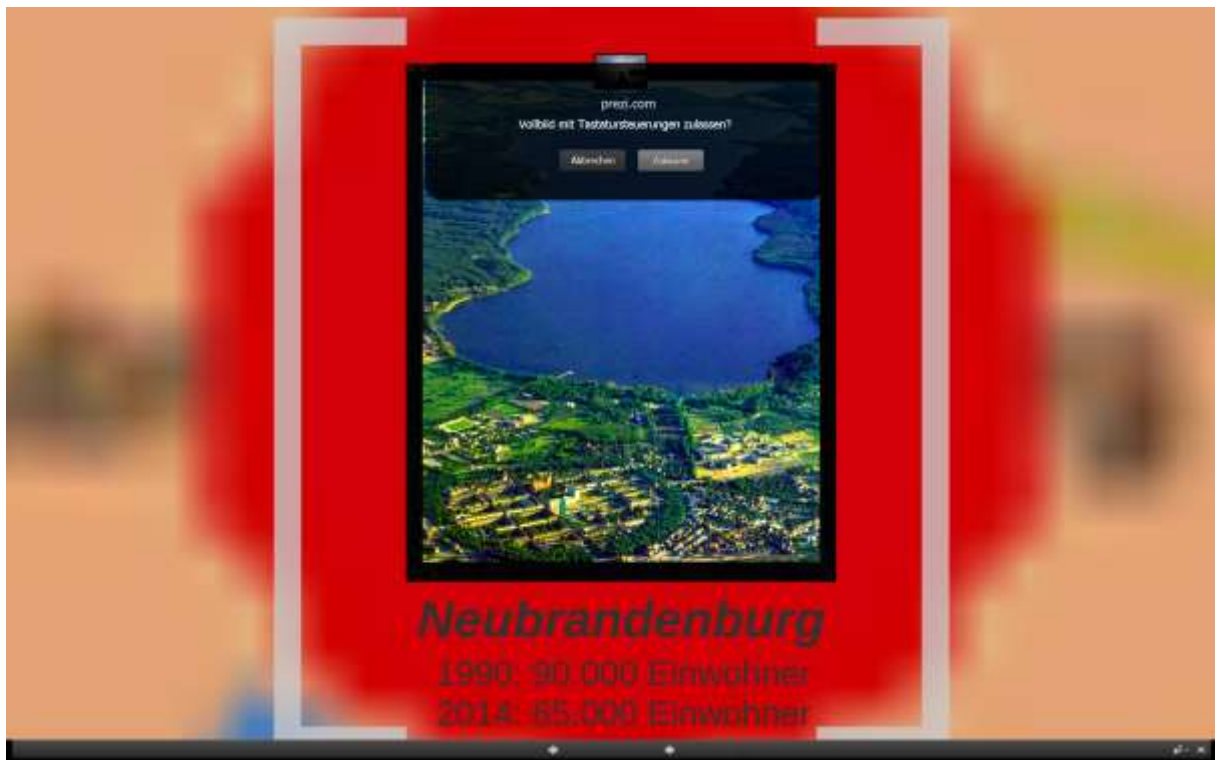 prezi.com
Vollbild mit Tastatursteuerungen zulassen?
Abbrechen
Zulassen
Neubrandenburg
1990: 90.000 Einwohner
2014: 65.000 Einwohner